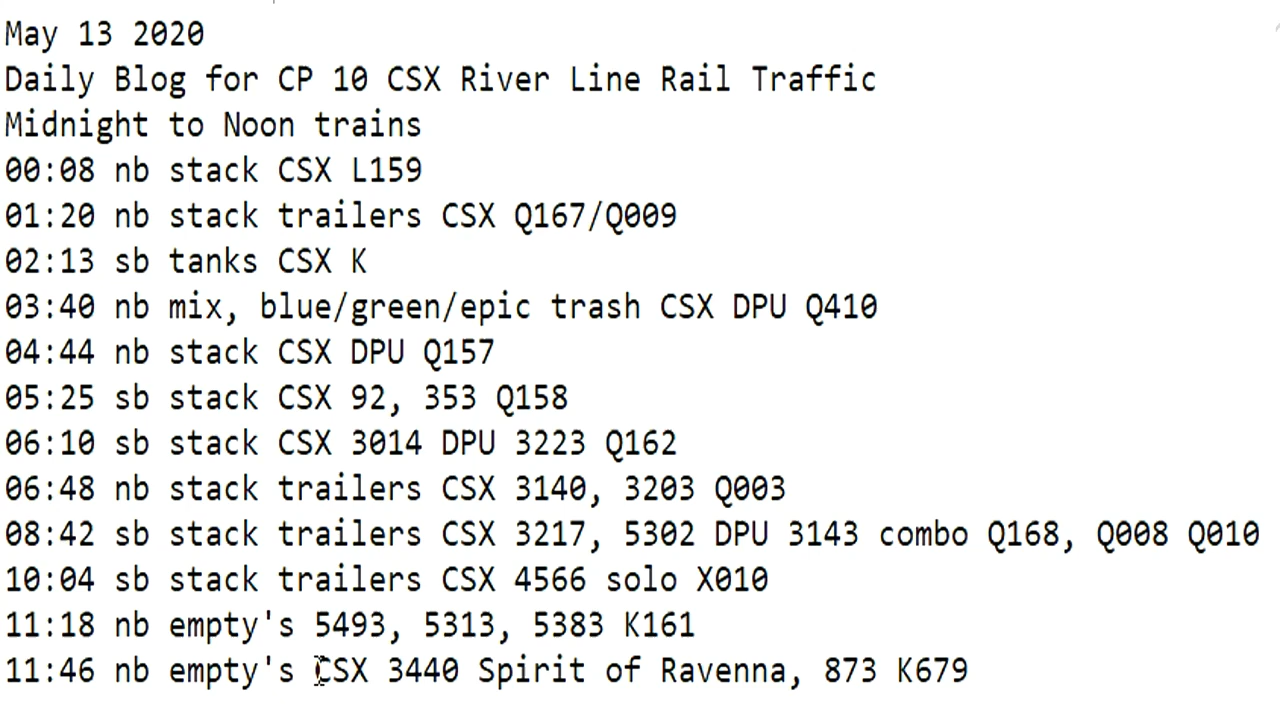 May 13 2020
Daily Blog for CP 10 CSX River Line Rail Traffic
Midnight to Noon trains
00:08 nb stack CSX L159
01:20 nb stack trailers CSX Q167/Q009
02:13 sb tanks CSX K
03:40 nb mix, blue/green/epic trash CSX DPU Q410
04:44 nb stack CSX DPU Q157
05:25 sb stack CSX 92, 353 Q158
06:10 sb stack CSX 3014 DPU 3223 Q162
06:48 nb stack trailers CSX 3140, 3203 Q003
08:42 sb stack trailers CSX 3217, 5302 DPU 3143 combo Q168, Q008 Q010
10:04 sb stack trailers CSX 4566 solo X010
11:18 nb empty's 5493, 5313, 5383 K161
11:46 nb empty's CSX 3440 Spirit of Ravenna, 873 K679